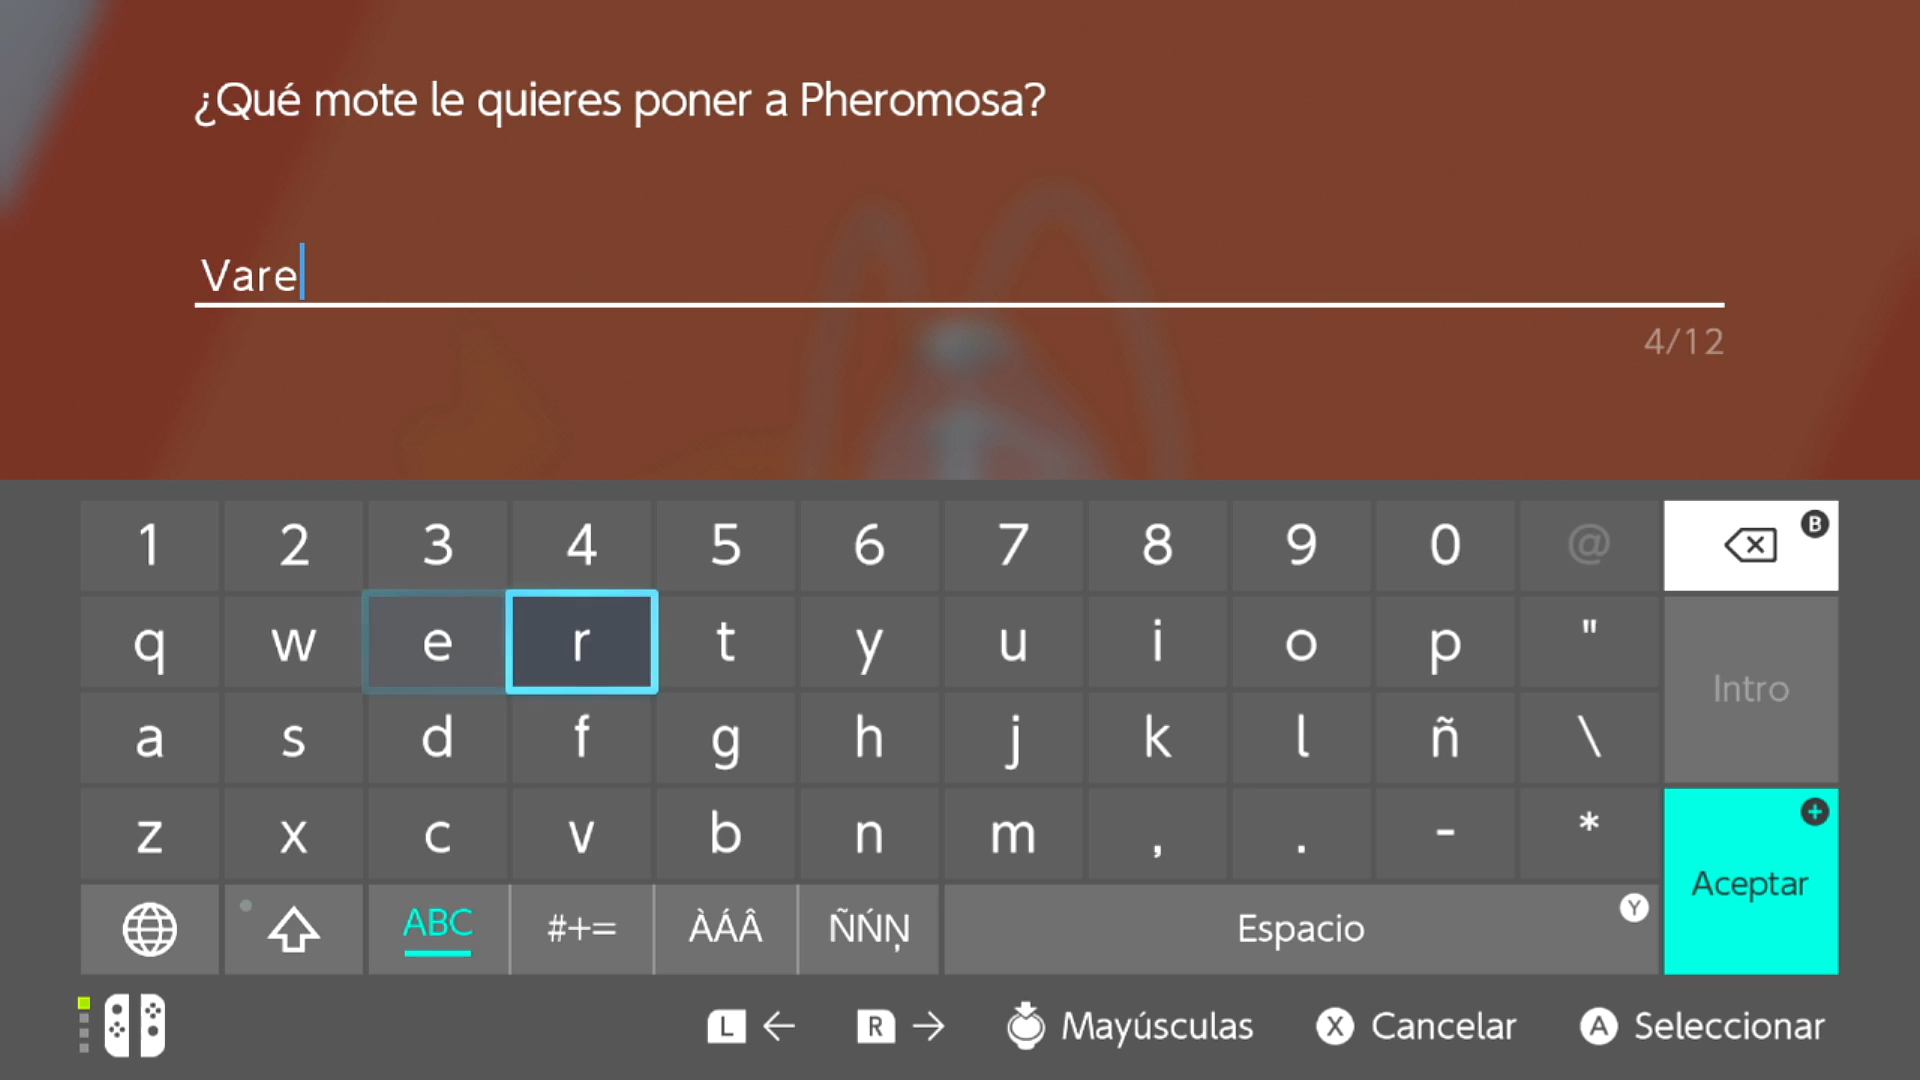 ¿Qué mote le quieres poner a Pheromosa?
Vare
4/12
1 2 3 4 5 6 7 8 9 0 @ B
q w e r t y u i o p "
Intro
a s d f g h j k l ñ \
z x c v b n m , . - *
+
Aceptar
ABC #+= ÀÁÂ ÑŃŅ Espacio Y
L ← R → Mayúsculas X Cancelar A Seleccionar